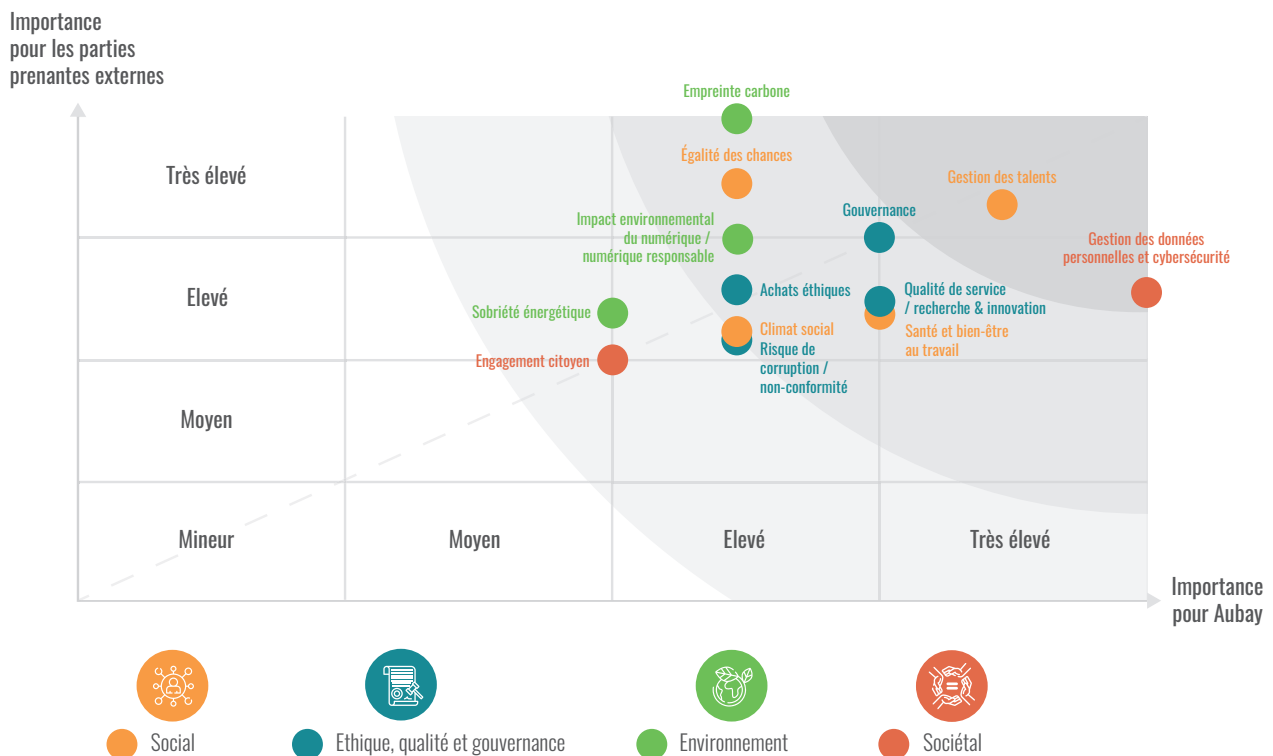 Importance
pour les parties
prenantes externes
Empreinte carbone
Égalité des chances
Très élevé
Gestion des talents
Impact environnemental
du numérique /
numérique responsable
Gouvernance
Gestion des données
personnelles et cybersécurité
Elevé
Achats éthiques
Qualité de service
/ recherche & innovation
Sobriété énergétique
Climat social
Santé et bien-être
au travail
Engagement citoyen
Risque de
corruption /
non-conformité
Moyen
Mineur
Moyen
Elevé
Très élevé
Importance
pour Aubay
Social
Ethique, qualité et gouvernance
Environnement
Sociétal